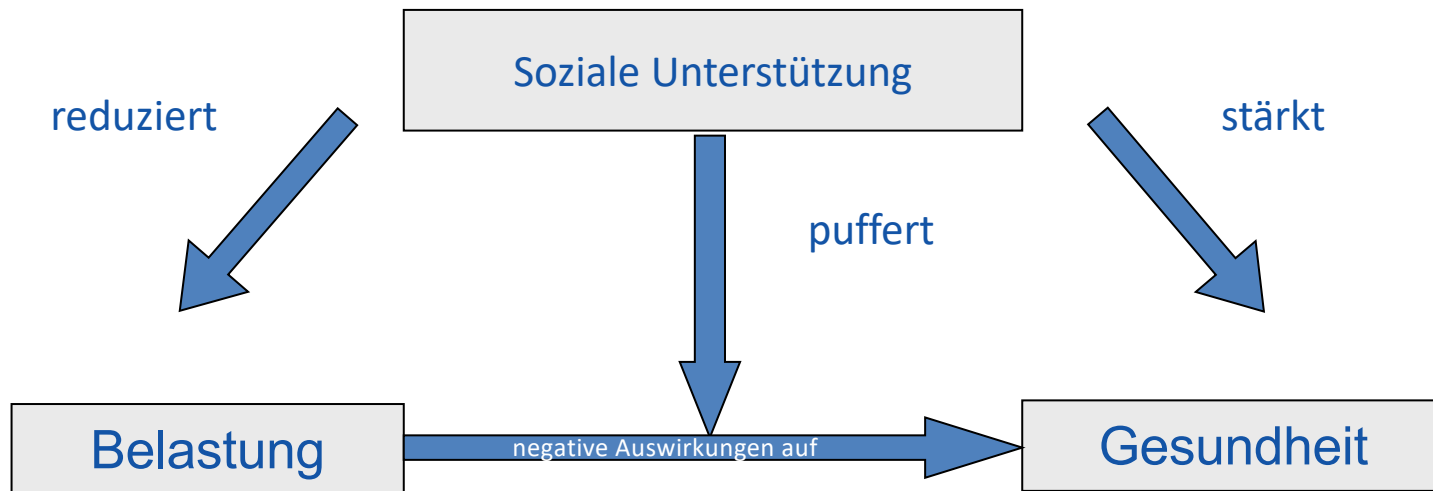 Soziale Unterstützung
reduziert
stärkt
puffert
negative Auswirkungen auf
Belastung
Gesundheit